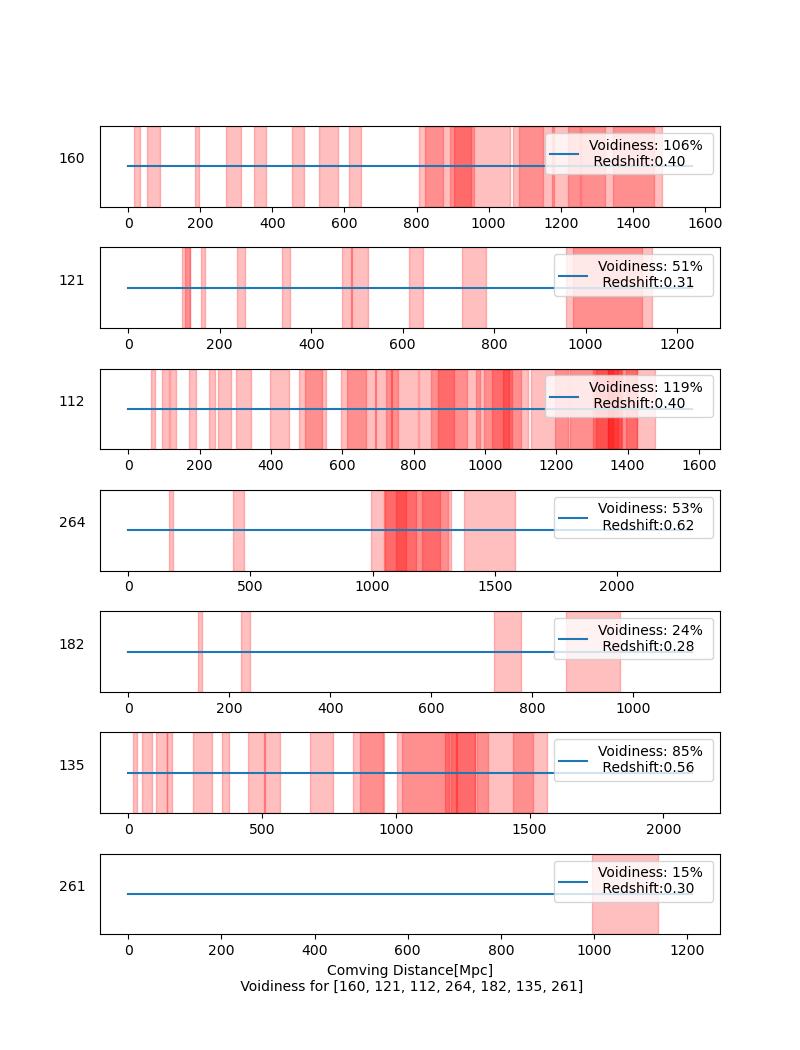 160
Voidiness: 106%
Redshift:0.40
0 200 400 600 800 1000 1200 1400 1600
121
Voidiness: 51%
Redshift:0.31
0 200 400 600 800 1000 1200
112
Voidiness: 119%
Redshift:0.40
0 200 400 600 800 1000 1200 1400 1600
264
Voidiness: 53%
Redshift:0.62
0 500 1000 1500 2000
182
Voidiness: 24%
Redshift:0.28
0 200 400 600 800 1000
135
Voidiness: 85%
Redshift:0.56
0 500 1000 1500 2000
261
Voidiness: 15%
Redshift:0.30
0 200 400 600 800 1000 1200
Comving Distance[Mpc]
Voidiness for [160, 121, 112, 264, 182, 135, 261]